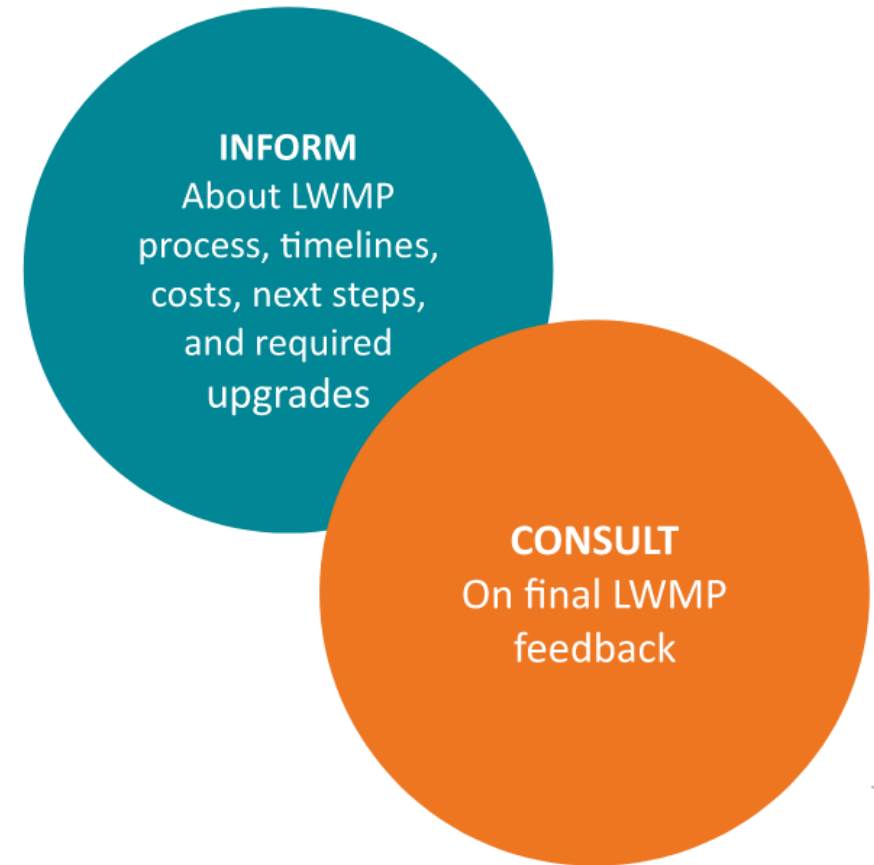 INFORM
About LWMP
process, timelines,
costs, next steps,
and required
upgrades
CONSULT
On final LWMP
feedback